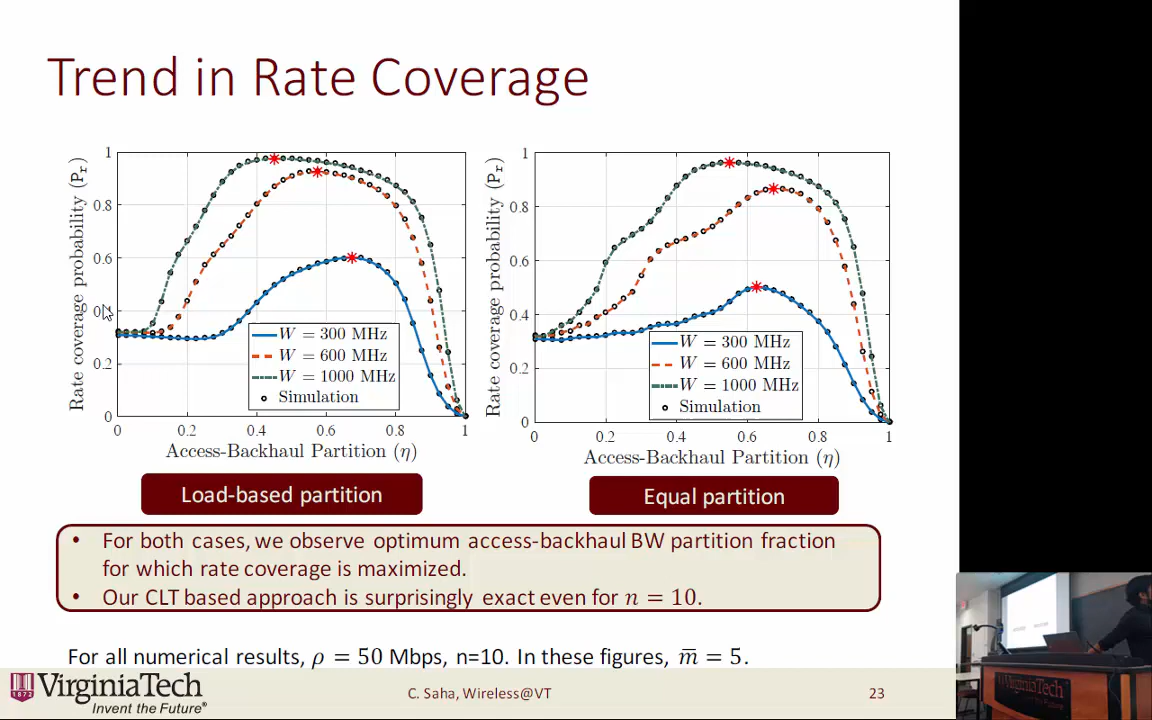 Trend in Rate Coverage
Rate coverage probability (Pr)
1
0.8
0.6
0.2
0
0 0.2 0.4 0.6 0.8 1
Access-Backhaul Partition (η)
W = 300 MHz
W = 600 MHz
W = 1000 MHz
Simulation
Load-based partition
Rate coverage probability (Pr)
1
0.8
0.6
0.4
0.2
0
0 0.2 0.4 0.6 0.8 1
Access-Backhaul Partition (η)
W = 300 MHz
W = 600 MHz
W = 1000 MHz
Simulation
Equal partition
• For both cases, we observe optimum access-backhaul BW partition fraction
for which rate coverage is maximized.
• Our CLT based approach is surprisingly exact even for n = 10.
For all numerical results, ρ = 50 Mbps, n=10. In these figures, m̅ = 5.
1872
VirginiaTech
Invent the Future®
C. Saha, Wireless@VT
23
VirginiaTech